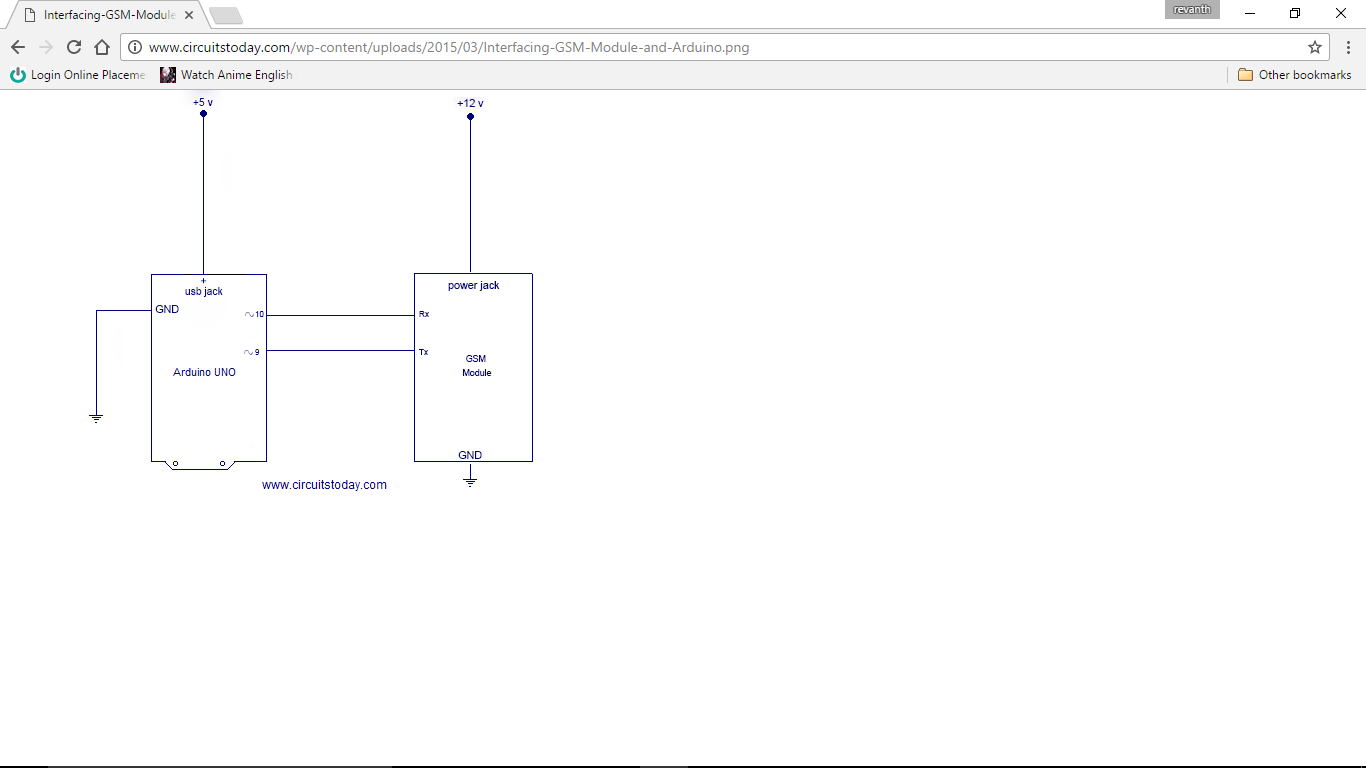 Interfacing-GSM-Module
revanth
www.circuitstoday.com/wp-content/uploads/2015/03/Interfacing-GSM-Module-and-Arduino.png
Login Online Placeme
Watch Anime English
Other bookmarks
+5 v
+12 v
+
usb jack
power jack
GND
~10
Rx
~9
Tx
GSM
Module
Arduino UNO
GND
www.circuitstoday.com